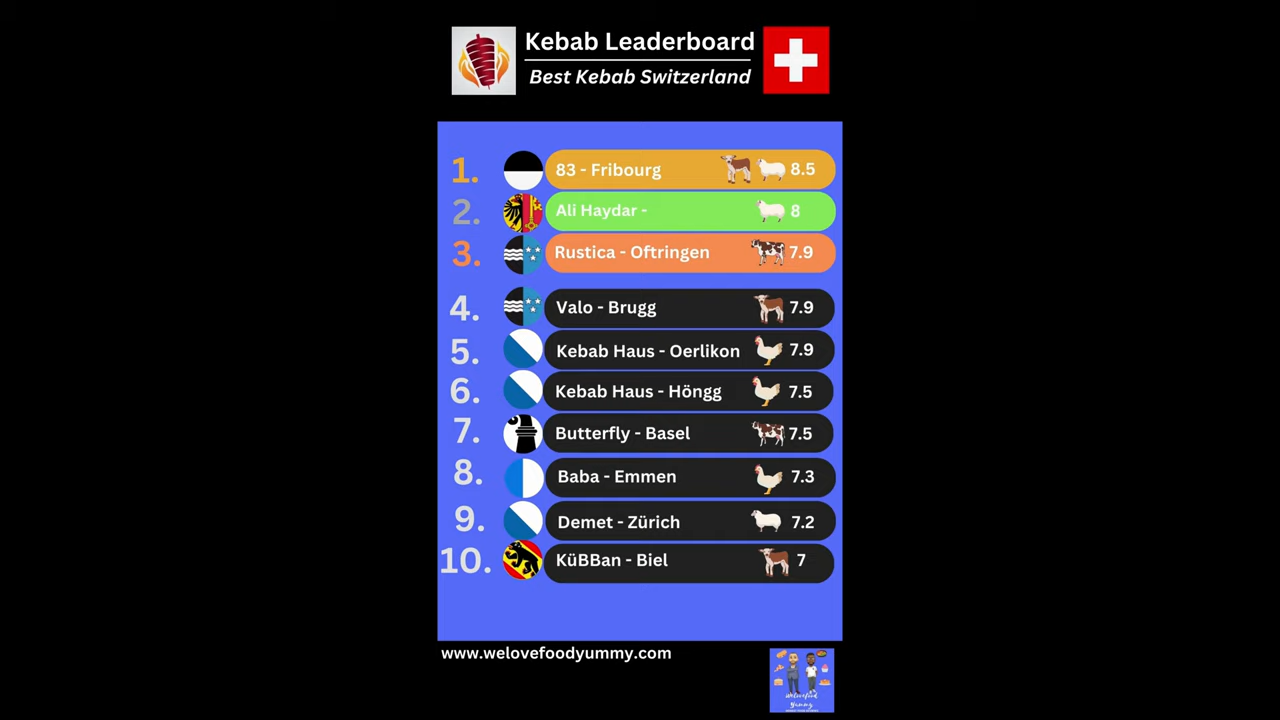 Kebab Leaderboard
Best Kebab Switzerland
1. 83 - Fribourg 8.5
2. Ali Haydar - 8
3. Rustica - Oftringen 7.9
4. Valo - Brugg 7.9
5. Kebab Haus - Oerlikon 7.9
6. Kebab Haus - Höngg 7.5
7. Butterfly - Basel 7.5
8. Baba - Emmen 7.3
9. Demet - Zürich 7.2
10. KüBBan - Biel 7
www.welovefoodyummy.com
Welovefood
Yummy